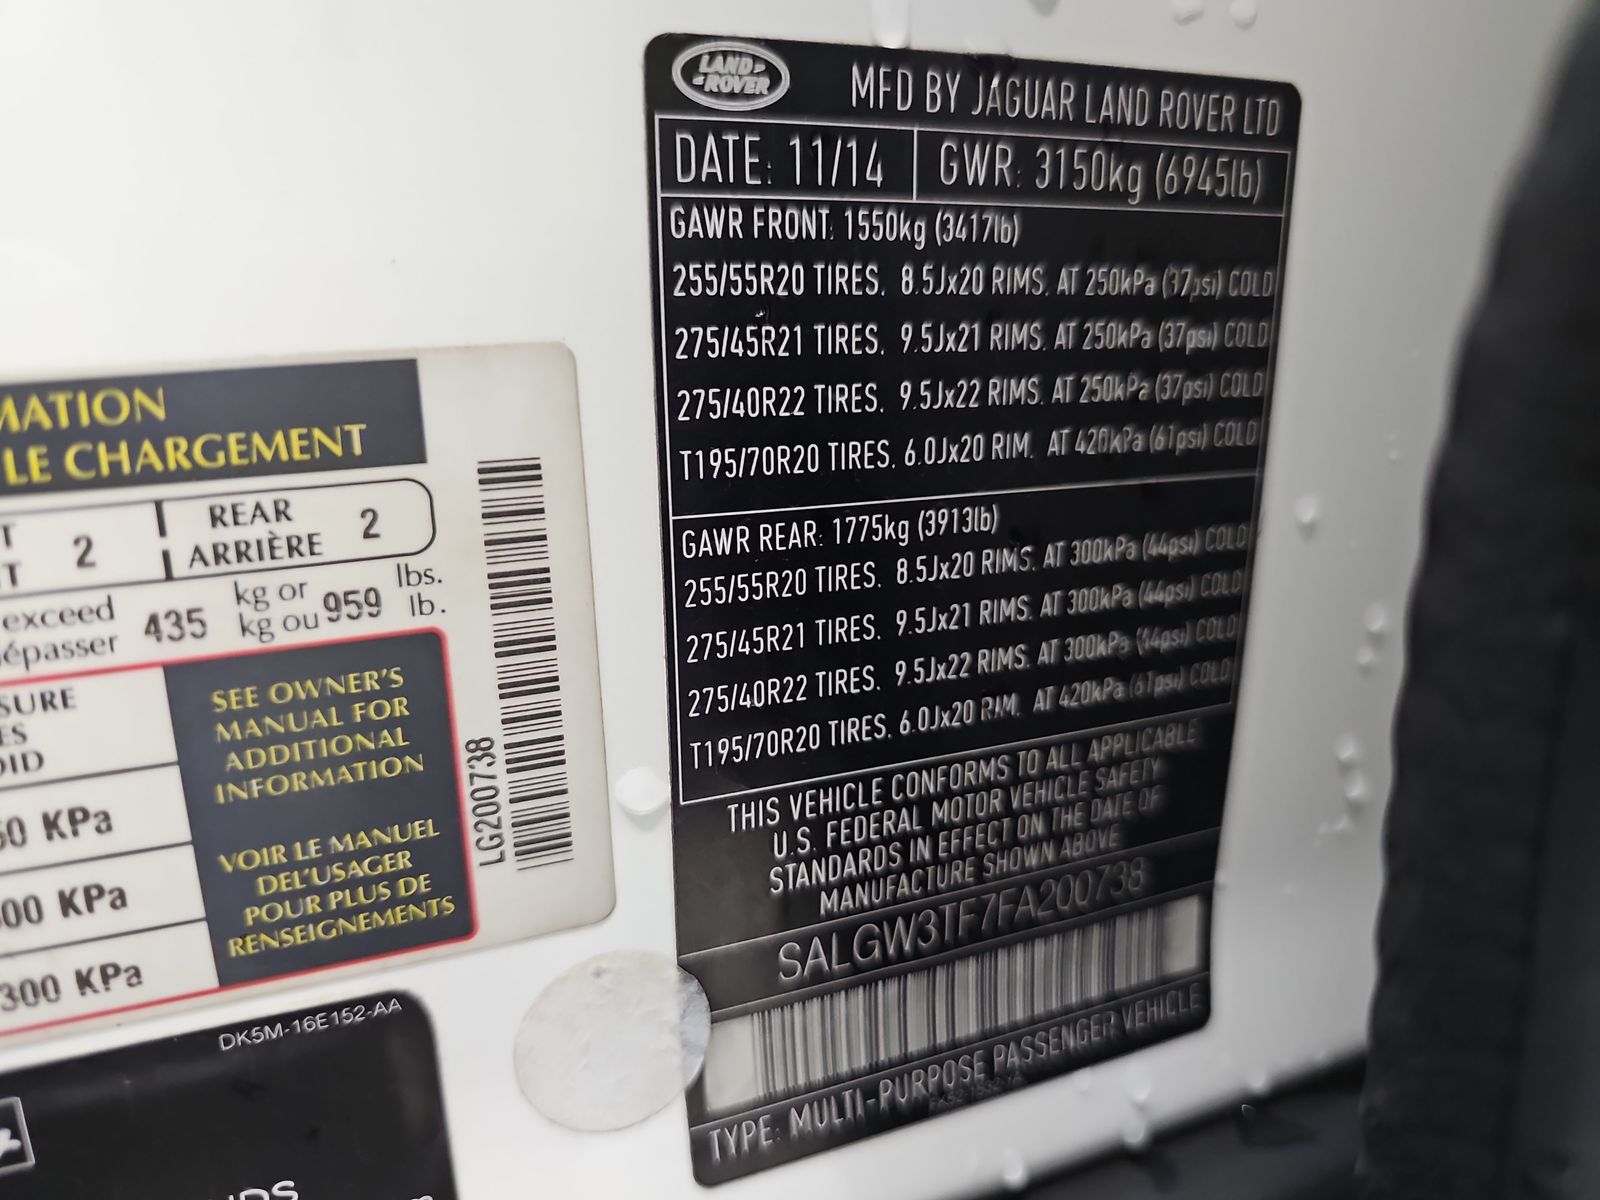 LAND ROVER
MFD BY JAGUAR LAND ROVER LTD
DATE: 11/14
GWR: 3150kg (6945lb)
GAWR FRONT: 1550kg (3417lb)
255/55R20 TIRES, 8.5Jx20 RIMS, AT 250kPa (37psi) COLD
275/45R21 TIRES, 9.5Jx21 RIMS, AT 250kPa (37psi) COLD
275/40R22 TIRES, 9.5Jx22 RIMS, AT 250kPa (37psi) COLD
T195/70R20 TIRES, 6.0Jx20 RIM, AT 420kPa (61psi) COLD
GAWR REAR: 1775kg (3913lb)
255/55R20 TIRES, 8.5Jx20 RIMS, AT 300kPa (44psi) COLD
275/45R21 TIRES, 9.5Jx21 RIMS, AT 300kPa (44psi) COLD
275/40R22 TIRES, 9.5Jx22 RIMS, AT 300kPa (44psi) COLD
T195/70R20 TIRES, 6.0Jx20 RIM, AT 420kPa (61psi) COLD
THIS VEHICLE CONFORMS TO ALL APPLICABLE
U.S. FEDERAL MOTOR VEHICLE SAFETY
STANDARDS IN EFFECT ON THE DATE OF
MANUFACTURE SHOWN ABOVE
SALGW3TF7FA200738
TYPE: MULTI-PURPOSE PASSENGER VEHICLE
MATION
LE CHARGEMENT
T 2 REAR 2
T ARRIÈRE
exceed 435 kg or 959 lbs.
épasser kg ou lb.
SURE
ES
OID
50 KPa
00 KPa
300 KPa
SEE OWNER'S
MANUAL FOR
ADDITIONAL
INFORMATION
VOIR LE MANUEL
DEL'USAGER
POUR PLUS DE
RENSEIGNEMENTS
LG200738
DK5M-16E152-AA